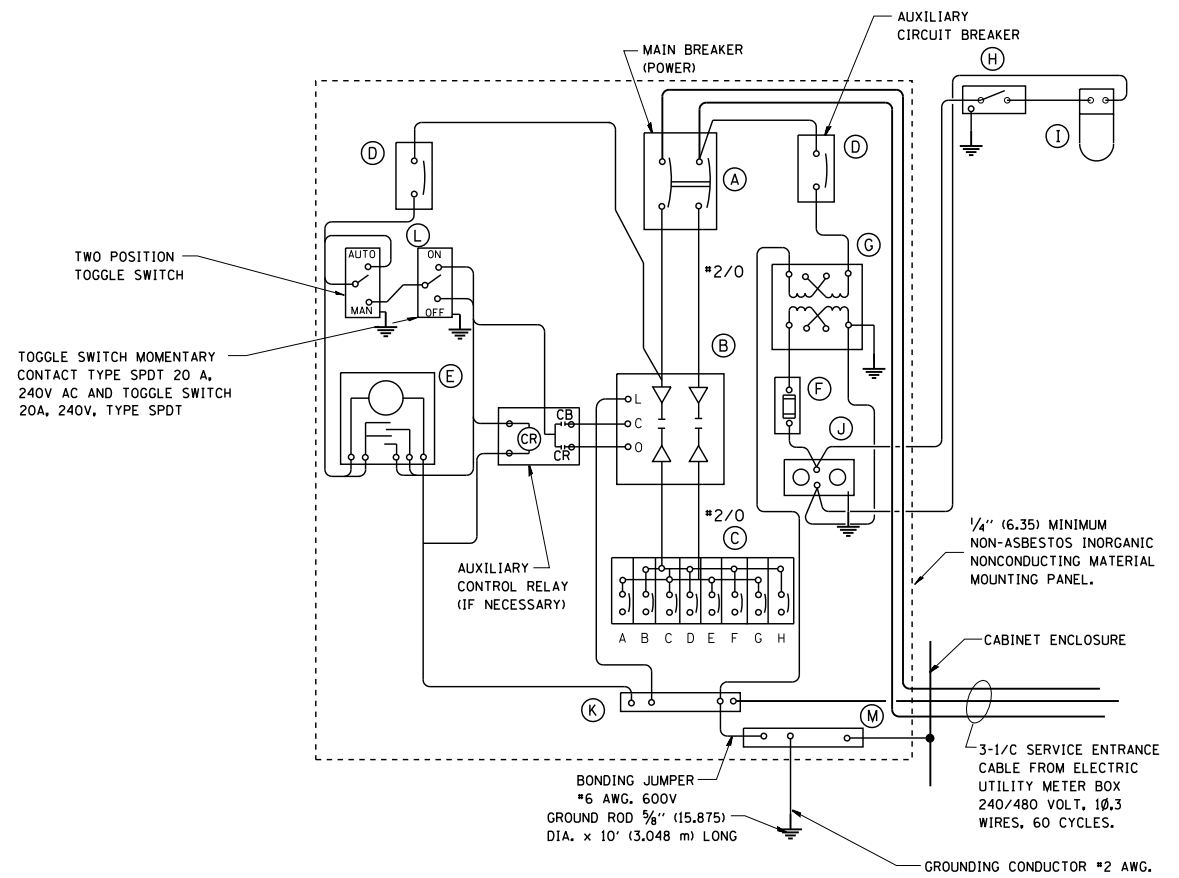 AUXILIARY
CIRCUIT BREAKER
MAIN BREAKER
(POWER)
H
I
D
A
D
L
G
AUTO
MAN
ON
OFF
TWO POSITION
TOGGLE SWITCH
#2/0
TOGGLE SWITCH MOMENTARY
CONTACT TYPE SPDT 20 A,
240V AC AND TOGGLE SWITCH
20A, 240V, TYPE SPDT
B
E
F
L
C
O
CB
CR
CR
J
#2/0
C
1/4" (6.35) MINIMUM
NON-ASBESTOS INORGANIC
NONCONDUCTING MATERIAL
MOUNTING PANEL.
AUXILIARY
CONTROL RELAY
(IF NECESSARY)
A B C D E F G H
CABINET ENCLOSURE
K
M
3-1/C SERVICE ENTRANCE
CABLE FROM ELECTRIC
UTILITY METER BOX
240/480 VOLT, 1Ø,3
WIRES, 60 CYCLES.
BONDING JUMPER
#6 AWG. 600V
GROUND ROD 5/8" (15.875)
DIA. x 10' (3.048 m) LONG
GROUNDING CONDUCTOR #2 AWG.